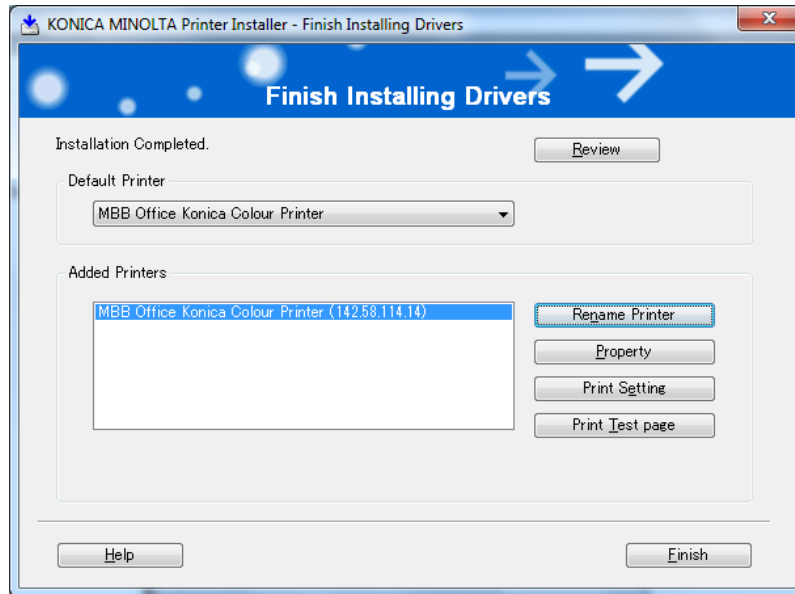 KONICA MINOLTA Printer Installer - Finish Installing Drivers
Finish Installing Drivers
Installation Completed.
Review
Default Printer
MBB Office Konica Colour Printer
Added Printers
MBB Office Konica Colour Printer (142.58.114.14)
Rename Printer
Property
Print Setting
Print Test page
Help
Finish